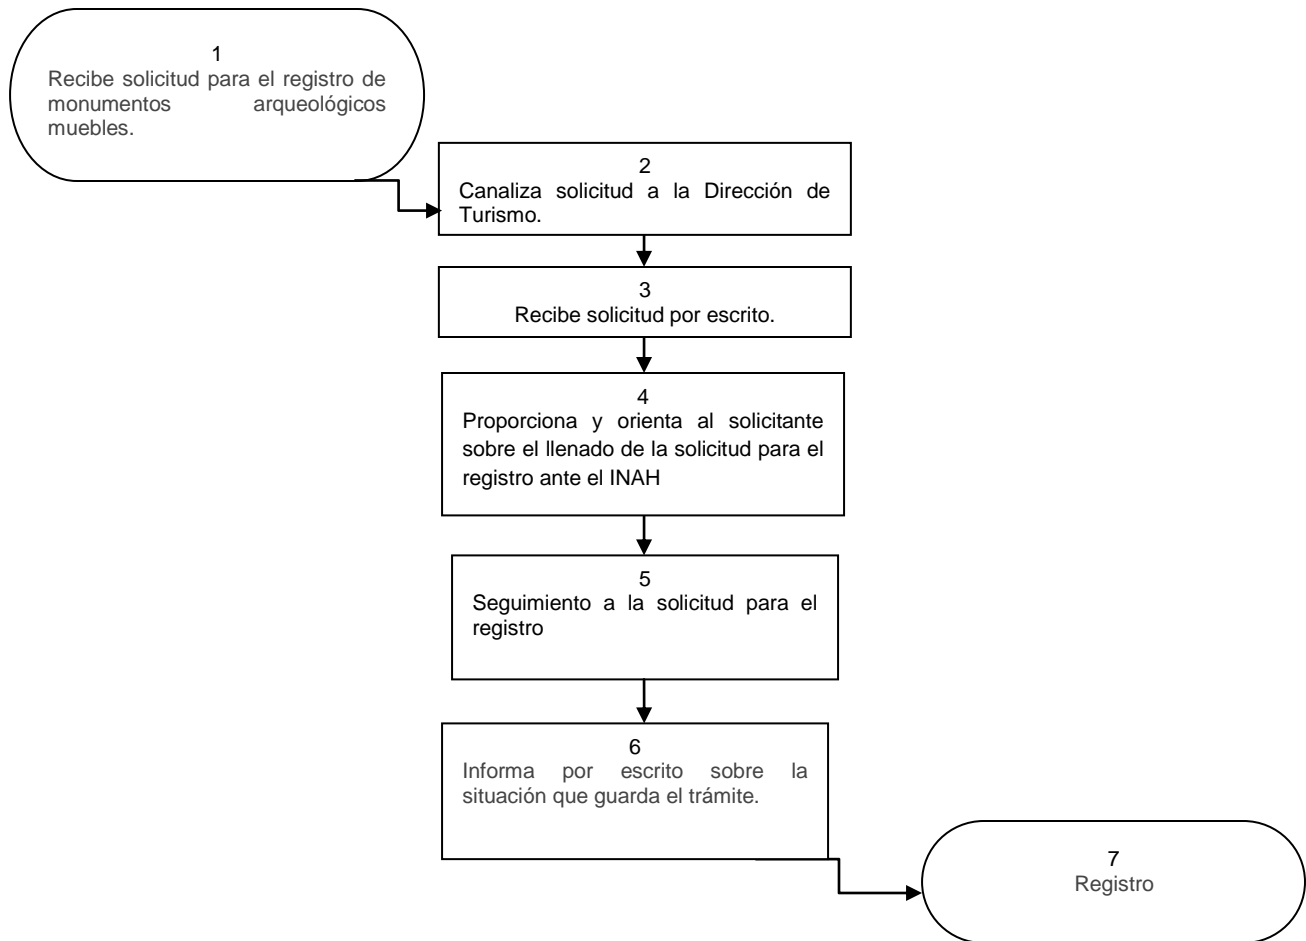 1
Recibe solicitud para el registro de
monumentos arqueológicos
muebles.
2
Canaliza solicitud a la Dirección de
Turismo.
3
Recibe solicitud por escrito.
4
Proporciona y orienta al solicitante
sobre el llenado de la solicitud para el
registro ante el INAH
5
Seguimiento a la solicitud para el
registro
6
Informa por escrito sobre la
situación que guarda el trámite.
7
Registro